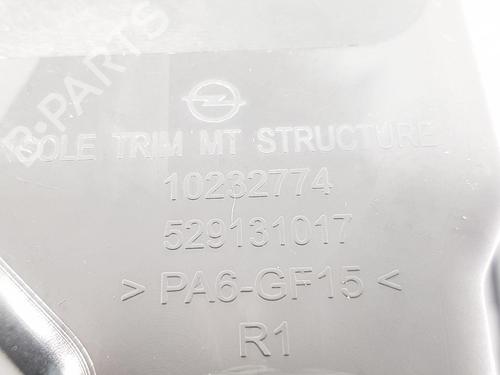 B-PARTS
SOLE TRIM MT STRUCTURE
10232774
529131017
> PA6-GF15 <
R1